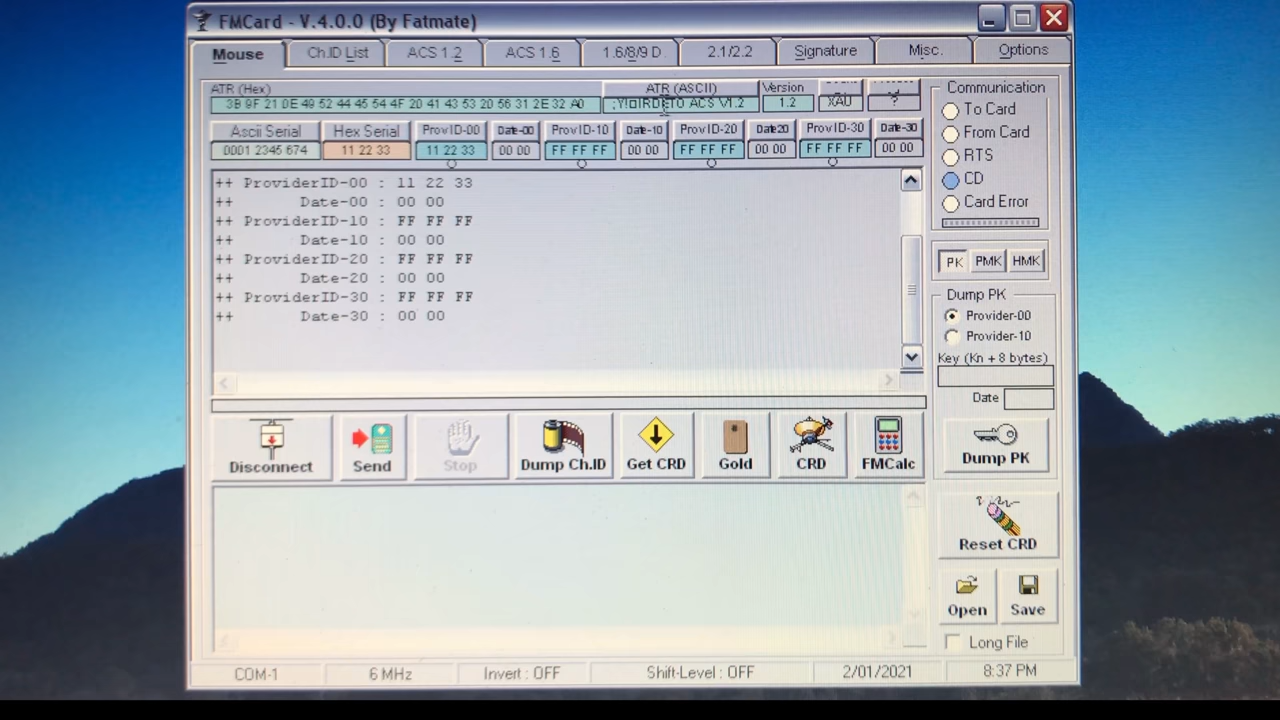 FMCard - V.4.0.0 (By Fatmate)
Mouse Ch.ID List ACS 1.2 ACS 1.6 1.6/8/9 D 2.1/2.2 Signature Misc. Options
ATR (Hex) ATR (ASCII) Version
3B 9F 21 0E 49 52 44 45 54 4F 20 41 43 53 20 56 31 2E 32 A0 ACS V1.2 1.2 XAU ?
Ascii Serial Hex Serial ProvID-00 Date-00 ProvID-10 Date-10 ProvID-20 Date20 ProvID-30 Date-30
0001 2345 674 11 22 33 11 22 33 00 00 FF FF FF 00 00 FF FF FF 00 00 FF FF FF 00 00
++ ProviderID-00 : 11 22 33
++ Date-00 : 00 00
++ ProviderID-10 : FF FF FF
++ Date-10 : 00 00
++ ProviderID-20 : FF FF FF
++ Date-20 : 00 00
++ ProviderID-30 : FF FF FF
++ Date-30 : 00 00
Communication
To Card
From Card
RTS
CD
Card Error
PK PMK HMK
Dump PK
Provider-00
Provider-10
Key (Kn + 8 bytes)
Date
Dump PK
Disconnect Send Stop Dump Ch.ID Get CRD Gold CRD FMCalc
Reset CRD
Open Save
Long File
COM-1 6 MHz Invert : OFF Shift-Level : OFF 2/01/2021 8:37 PM